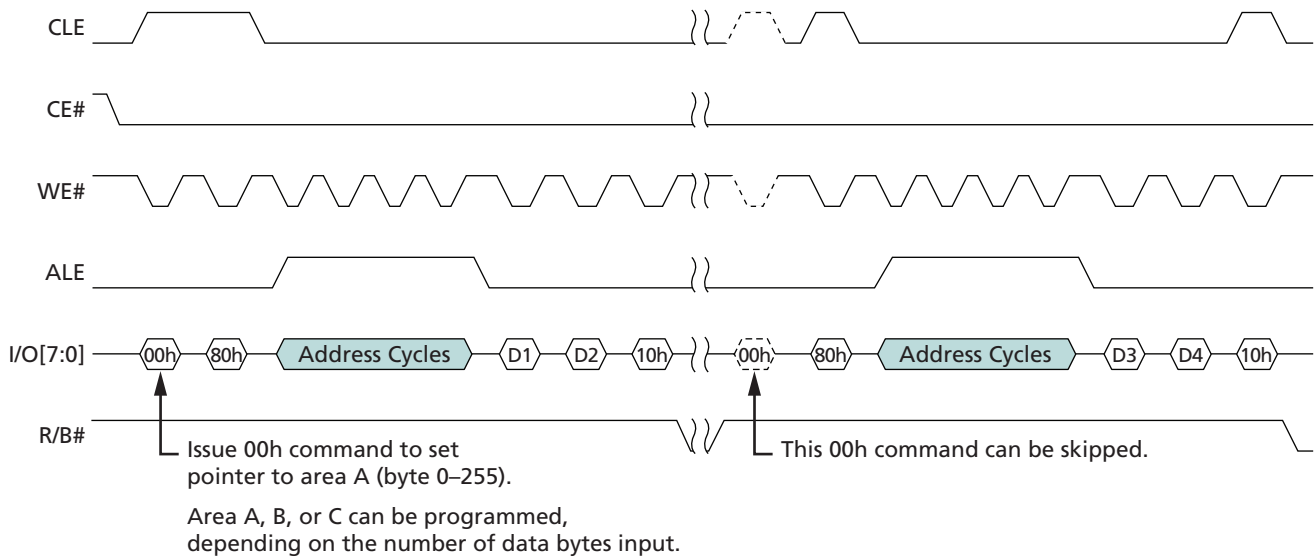 CLE
CE#
WE#
ALE
I/O[7:0] 00h 80h Address Cycles D1 D2 10h 00h 80h Address Cycles D3 D4 10h
R/B#
Issue 00h command to set
pointer to area A (byte 0–255).
Area A, B, or C can be programmed,
depending on the number of data bytes input.
This 00h command can be skipped.